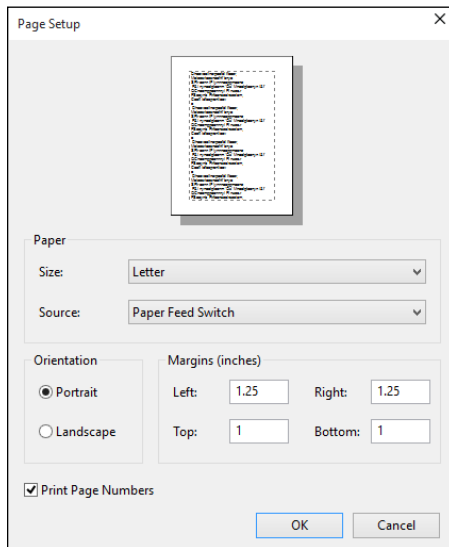 Page Setup
Paper
Size: Letter
Source: Paper Feed Switch
Orientation
Portrait
Landscape
Margins (inches)
Left: 1.25 Right: 1.25
Top: 1 Bottom: 1
Print Page Numbers
OK Cancel